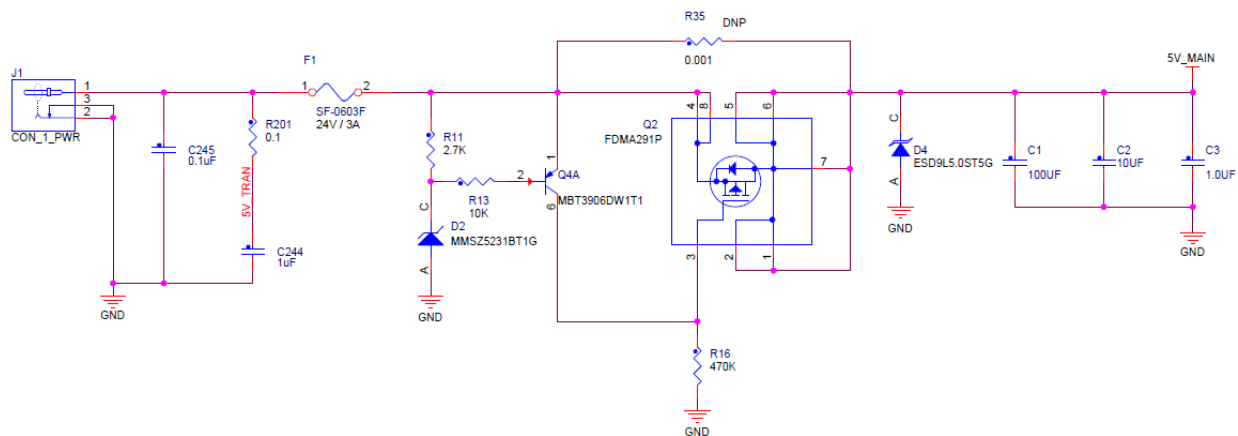 R35
DNP
0.001
F1
1
2
SF-0603F
24V / 3A
J1
1
3
2
CON_1_PWR
C245
0.1uF
R201
0.1
5V_TRAN
C244
1uF
GND
R11
2.7K
R13
10K
C
D2
MMSZ5231BT1G
A
GND
1
2
Q4A
MBT3906DW1T1
6
4
8
5
6
Q2
FDMA291P
7
3
2
1
R16
470K
GND
C
D4
ESD9L5.0ST5G
A
GND
5V_MAIN
C1
100UF
C2
10UF
C3
1.0UF
GND